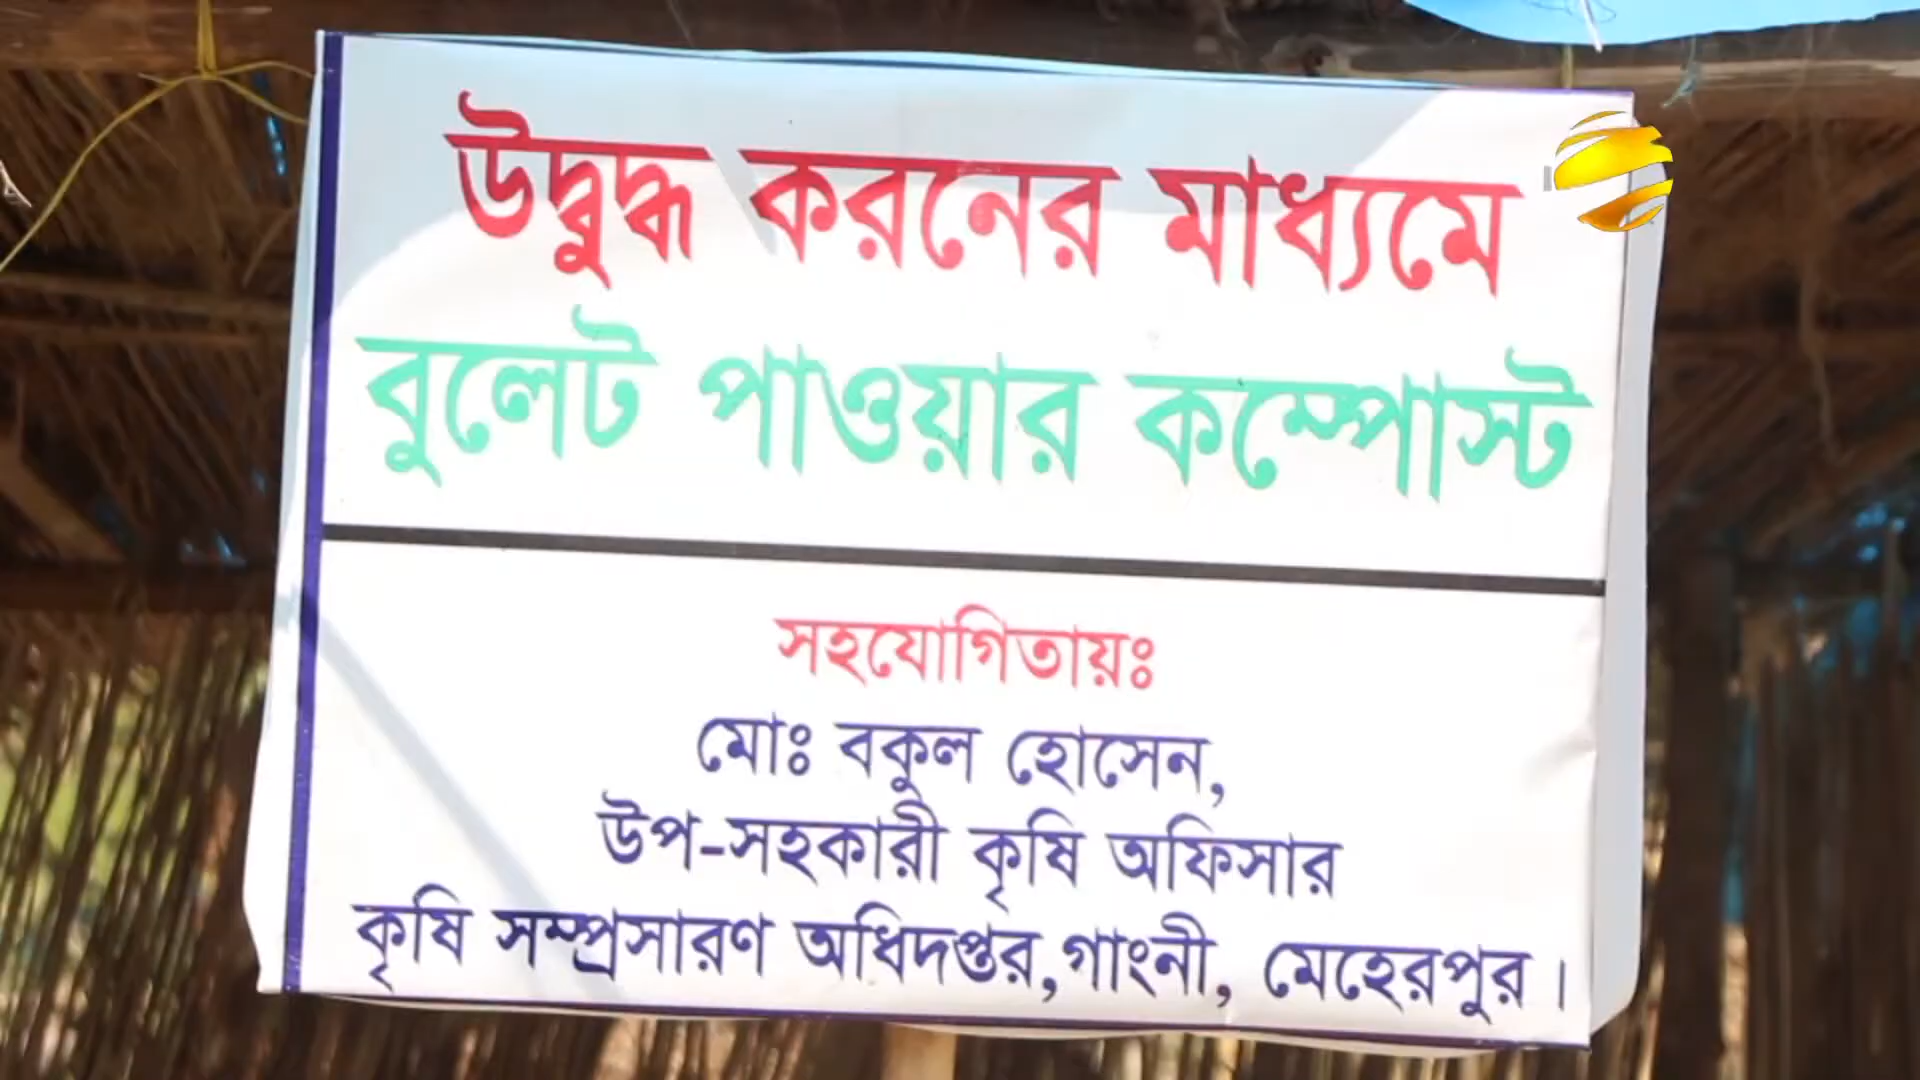 উদ্বুদ্ধ করনের মাধ্যমে
বুলেট পাওয়ার কম্পোস্ট
সহযোগিতায়ঃ
মোঃ বকুল হোসেন,
উপ-সহকারী কৃষি অফিসার
কৃষি সম্প্রসারণ অধিদপ্তর,গাংনী, মেহেরপুর।